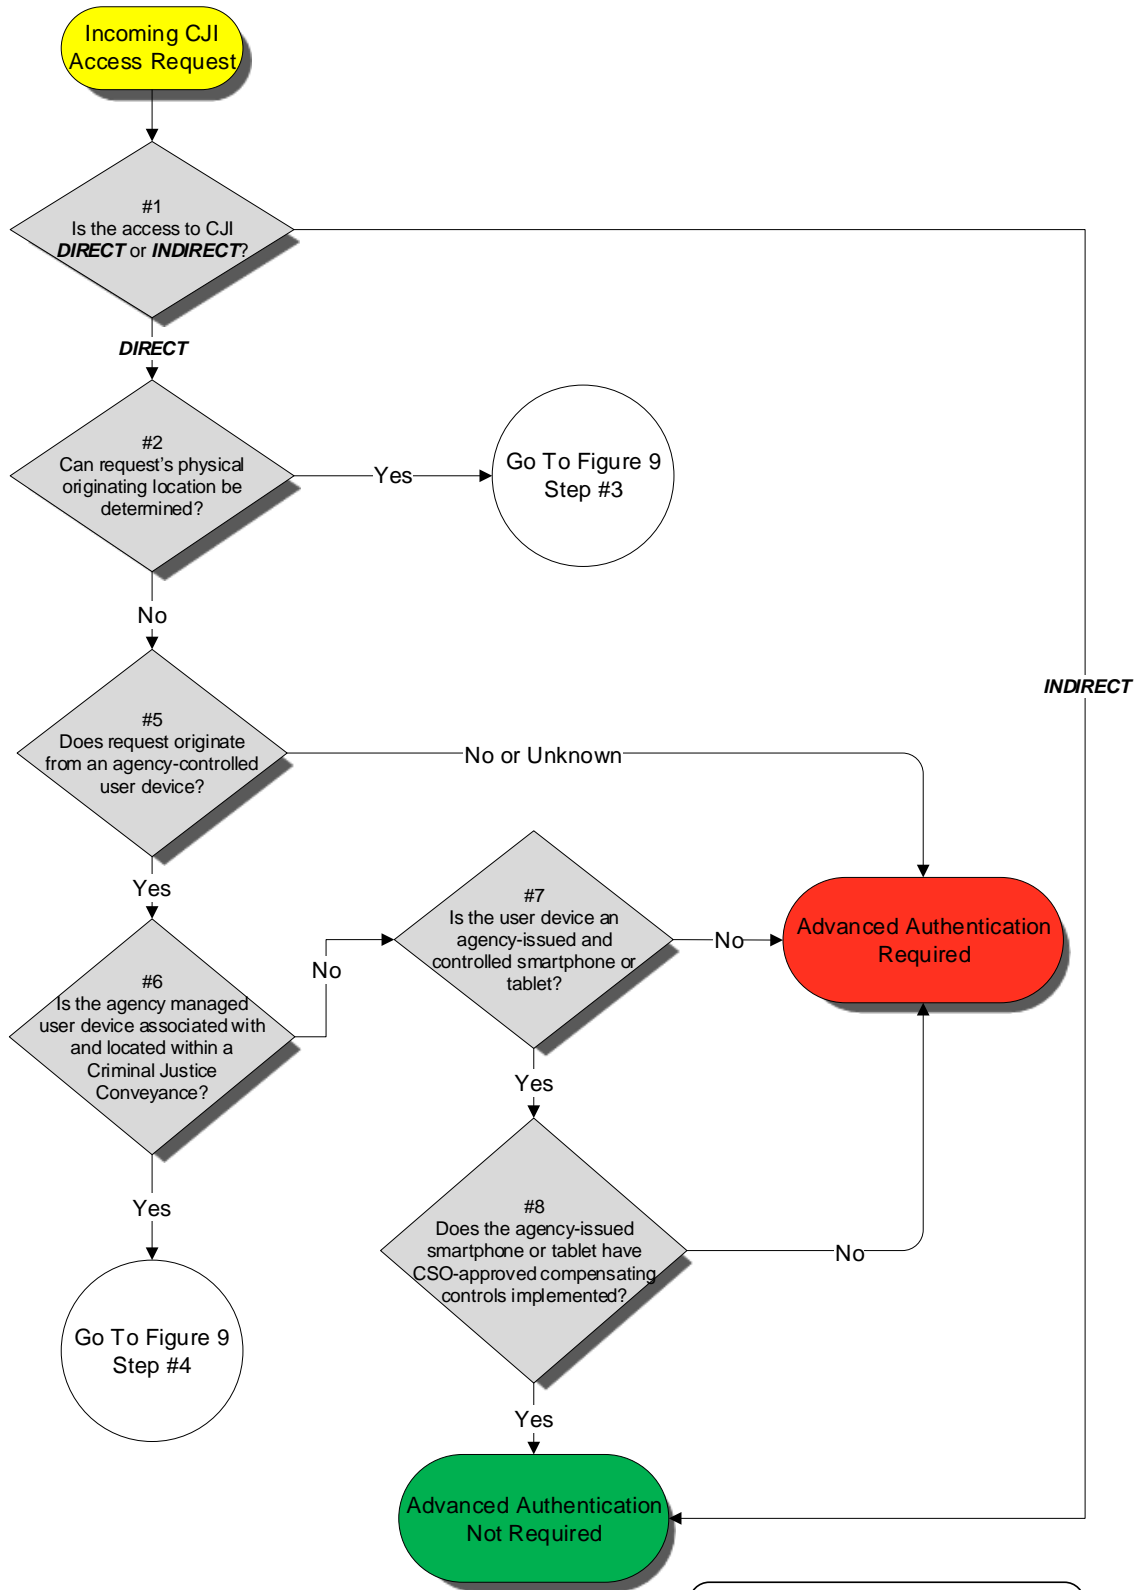 Incoming CJI
Access Request
#1
Is the access to CJI
DIRECT or INDIRECT?
DIRECT
#2
Can request's physical
originating location be
determined?
Yes
Go To Figure 9
Step #3
No
INDIRECT
#5
Does request originate
from an agency-controlled
user device?
No or Unknown
Yes
#7
Is the user device an
agency-issued and
controlled smartphone or
tablet?
No
Advanced Authentication
Required
No
#6
Is the agency managed
user device associated with
and located within a
Criminal Justice
Conveyance?
Yes
Yes
#8
Does the agency-issued
smartphone or tablet have
CSO-approved compensating
controls implemented?
No
Go To Figure 9
Step #4
Yes
Advanced Authentication
Not Required